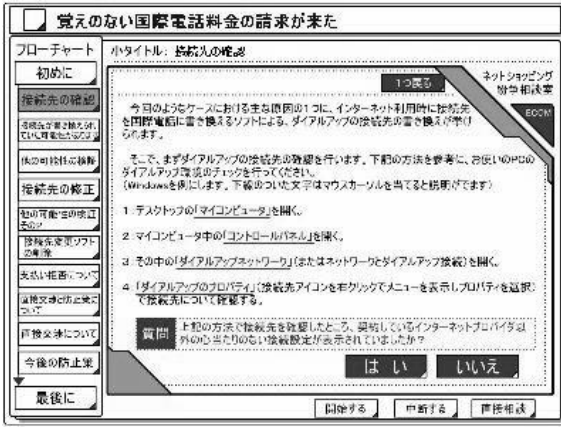 覚えのない国際電話料金の請求が来た
フローチャート
小タイトル: 接続先の確認
初めに
接続先の確認
接続先が書き換えられ
ていた可能性がある
他の可能性の検証
接続先の修正
他の可能性の検証
その2
接続先変更ソフト
の削除
支払い拒否について
直接交渉と防止策に
ついて
直接交渉について
今後の防止策
最後に
1つ戻る
ネットショッピング
紛争相談室
ECOM
今回のようなケースにおける主な原因の1つに、インターネット利用時に接続先
を国際電話に書き換えるソフトによる、ダイアルアップの接続先の書き換えが挙げ
られます。
そこで、まずダイアルアップの接続先の確認を行います。下記の方法を参考に、お使いのPCの
ダイアルアップ環境のチェックを行ってください。
(Windowsを例にします。下線のついた文字はマウスカーソルを当てると説明がでます)
1.デスクトップの「マイコンピュータ」を開く。
2.マイコンピュータ中の「コントロールパネル」を開く。
3.その中の「ダイアルアップネットワーク」(またはネットワークとダイアルアップ接続)を開く。
4.「ダイアルアップのプロパティ」(接続先アイコンを右クリックでメニューを表示しプロパティを選択)
で接続先について確認する。
質問
上記の方法で接続先を確認したところ、契約しているインターネットプロバイダ以
外の心当たりのない接続設定が表示されていましたか?
はい いいえ
開始する 中断する 直接相談